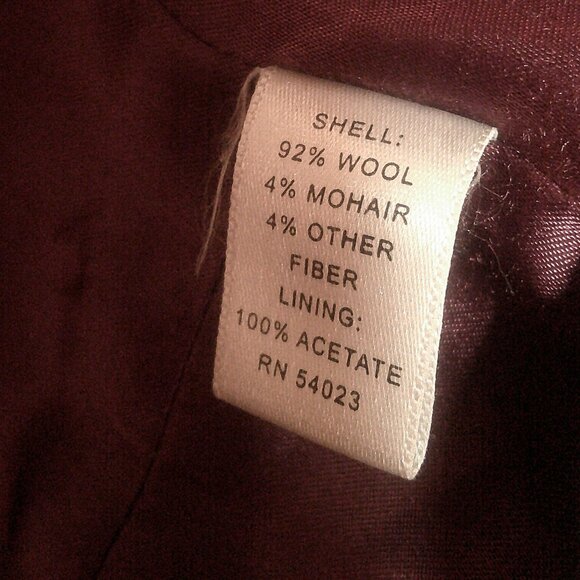 SHELL:
92% WOOL
4% MOHAIR
4% OTHER
FIBER
LINING:
100% ACETATE
RN 54023